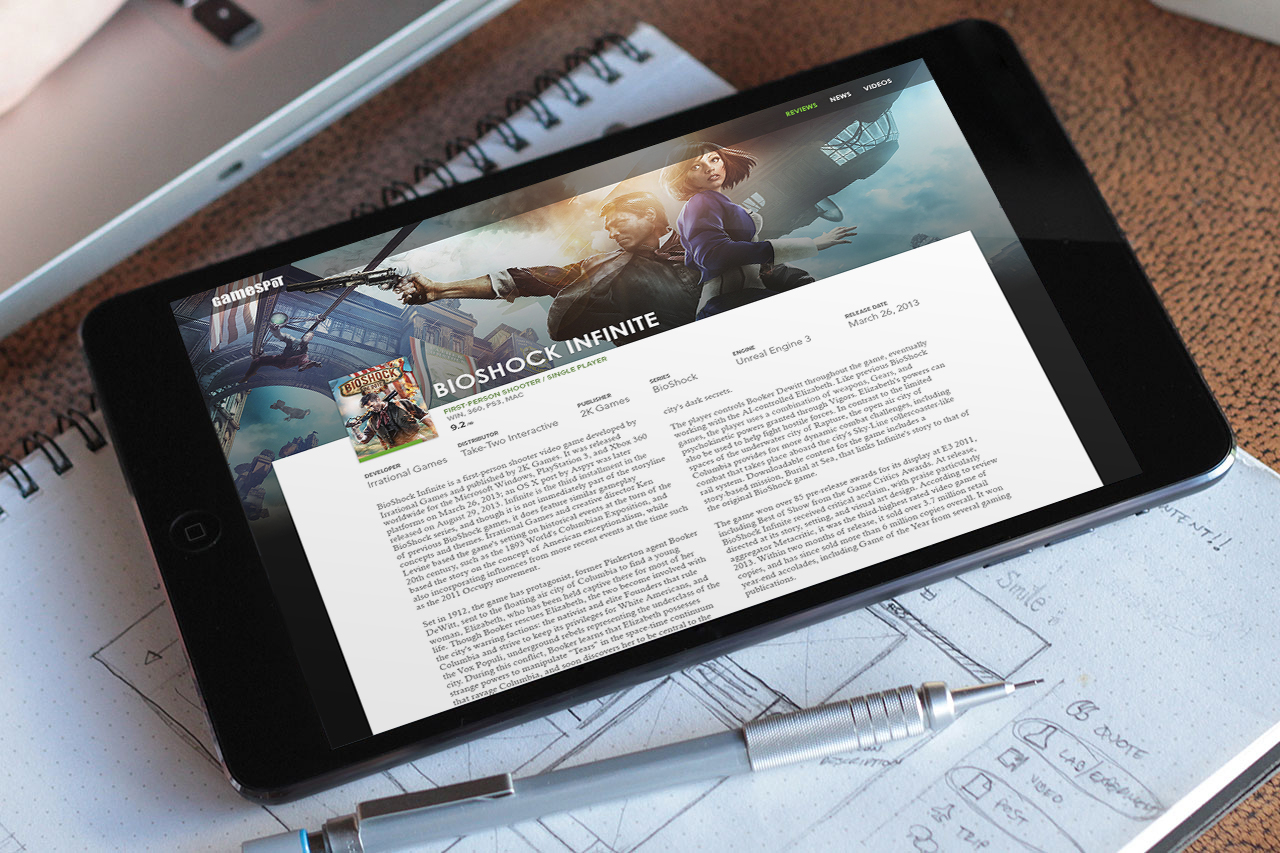 REVIEWS NEWS VIDEOS
GameSpot
BIOSHOCK INFINITE
BIOSHOCK
FIRST-PERSON SHOOTER / SINGLE PLAYER
WIN, 360, PS3, MAC
9.2
DEVELOPER
Irrational Games
DISTRIBUTOR
Take-Two Interactive
PUBLISHER
2K Games
SERIES
BioShock
ENGINE
Unreal Engine 3
RELEASE DATE
March 26, 2013
BioShock Infinite is a first-person shooter video game developed by
Irrational Games and published by 2K Games. It was released
worldwide for the Microsoft Windows, PlayStation 3, and Xbox 360
platforms on March 26, 2013; an OS X port by Aspyr was later
released on August 29, 2013. Infinite is the third installment in the
BioShock series, and though it is not immediately part of the storyline
of previous BioShock games, it does feature similar gameplay
concepts and themes. Irrational Games and creative director Ken
Levine based the game's setting on historical events at the turn of the
20th century, such as the 1893 World's Columbian Exposition, and
based the story on the concept of American exceptionalism, while
also incorporating influences from more recent events at the time such
as the 2011 Occupy movement.
Set in 1912, the game has protagonist, former Pinkerton agent Booker
DeWitt, sent to the floating air city of Columbia to find a young
woman, Elizabeth, who has been held captive there for most of her
life. Though Booker rescues Elizabeth, the two become involved with
the city's warring factions: the nativist and elite Founders that rule
Columbia and strive to keep its privileges for White Americans, and
the Vox Populi, underground rebels representing the underclass of the
city. During this conflict, Booker learns that Elizabeth possesses
strange powers to manipulate "Tears" in the space-time continuum
that ravage Columbia, and soon discovers her to be central to the
city's dark secrets.
The player controls Booker Dewitt throughout the game, eventually
working with the AI-controlled Elizabeth. Like previous BioShock
games, the player uses a combination of weapons, Gears, and
psychokinetic powers granted through Vigors. Elizabeth's powers can
also be used to help fight hostile forces. In contrast to the limited
spaces of the underwater city of Rapture, the open air city of
Columbia provides for more dynamic combat challenges, including
combat that takes place aboard the city's Sky-Line rollercoaster like
rail system. Downloadable content for the game includes a
story-based mission, Burial at Sea, that links Infinite's story to that of
the original BioShock game.
The game won over 85 pre-release awards for its display at E3 2011,
including Best of Show from the Game Critics Awards. At release,
BioShock Infinite received critical acclaim, with praise particularly
directed at its story, setting, and visual art design. According to review
aggregator Metacritic, it was the third-highest rated video game of
2013. Within two months of release, it sold over 3.7 million retail
copies, and has since sold more than 6 million copies overall. It won
year-end accolades, including Game of the Year from several gaming
publications.
Smile
QUOTE
VIDEO
POST
TRIP
DESCRIPTION